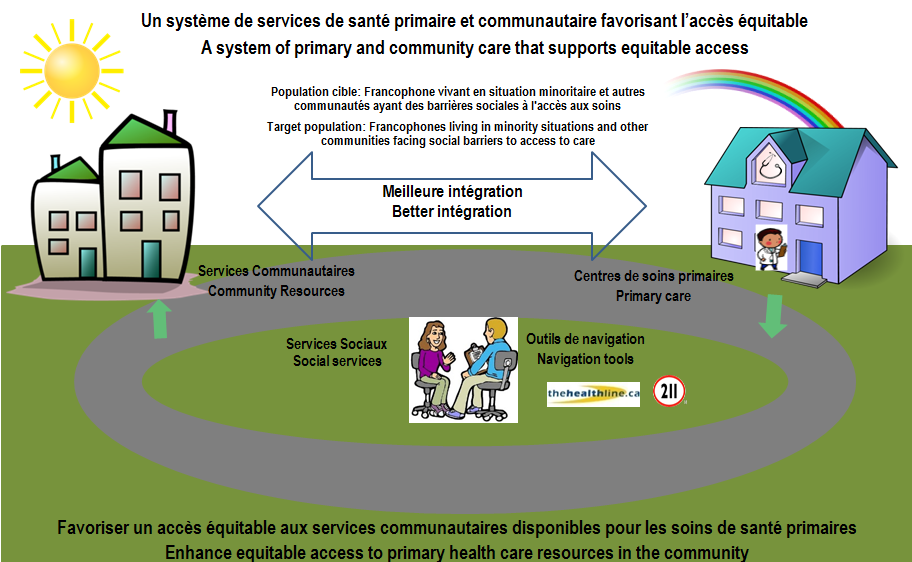 Un système de services de santé primaire et communautaire favorisant l'accès équitable
A system of primary and community care that supports equitable access
Population cible: Francophone vivant en situation minoritaire et autres
communautés ayant des barrières sociales à l'accès aux soins
Target population: Francophones living in minority situations and other
communities facing social barriers to access to care
Meilleure intégration
Better intégration
Services Communautaires
Community Resources
Centres de soins primaires
Primary care
Services Sociaux
Social services
Outils de navigation
Navigation tools
thehealthline.ca
211
Favoriser un accès équitable aux services communautaires disponibles pour les soins de santé primaires
Enhance equitable access to primary health care resources in the community